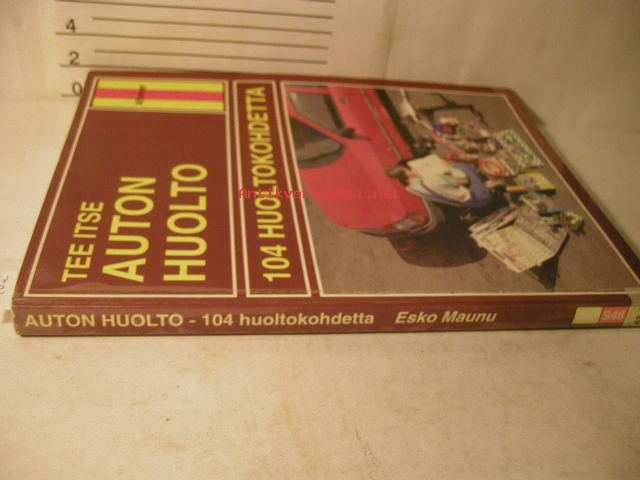 4
2
0
TEE ITSE
AUTON
HUOLTO
104 HUOLTOKOHDETTA
AUTON HUOLTO - 104 huoltokohdetta Esko Maunu